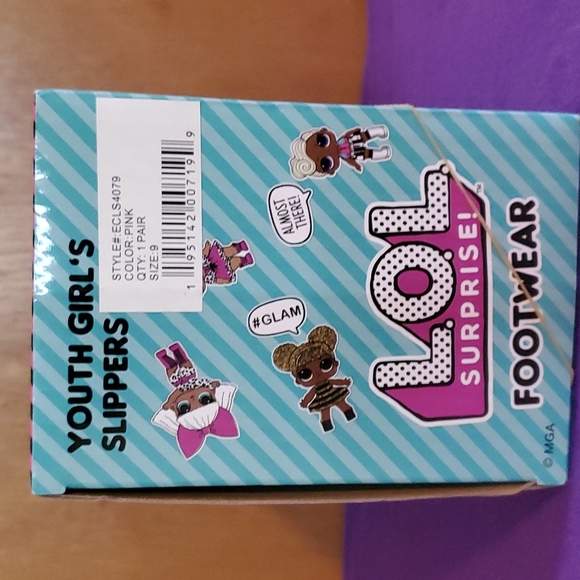 YOUTH GIRL'S
SLIPPERS
STYLE#:ECLS4079
COLOR:PINK
QTY: 1 PAIR
SIZE:9
1 95142 00719 9
#GLAM
ALMOST
THERE!
L.O.L.
SURPRISE!™
FOOTWEAR
© MGA